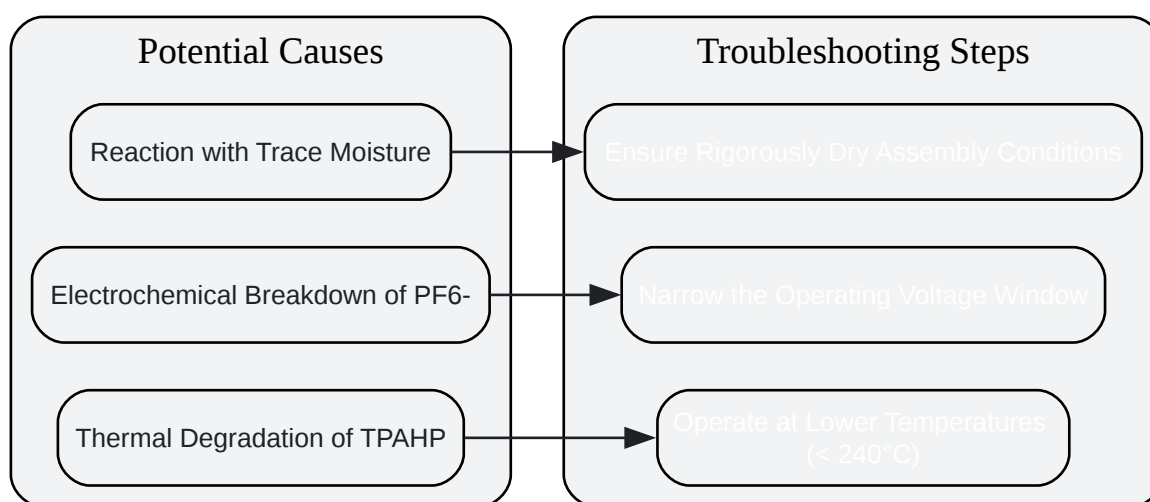 Potential Causes
Troubleshooting Steps
Reaction with Trace Moisture
Ensure Rigorously Dry Assembly Conditions
Electrochemical Breakdown of PF6-
Narrow the Operating Voltage Window
Thermal Degradation of TPAHP
Operate at Lower Temperatures
(< 240°C)